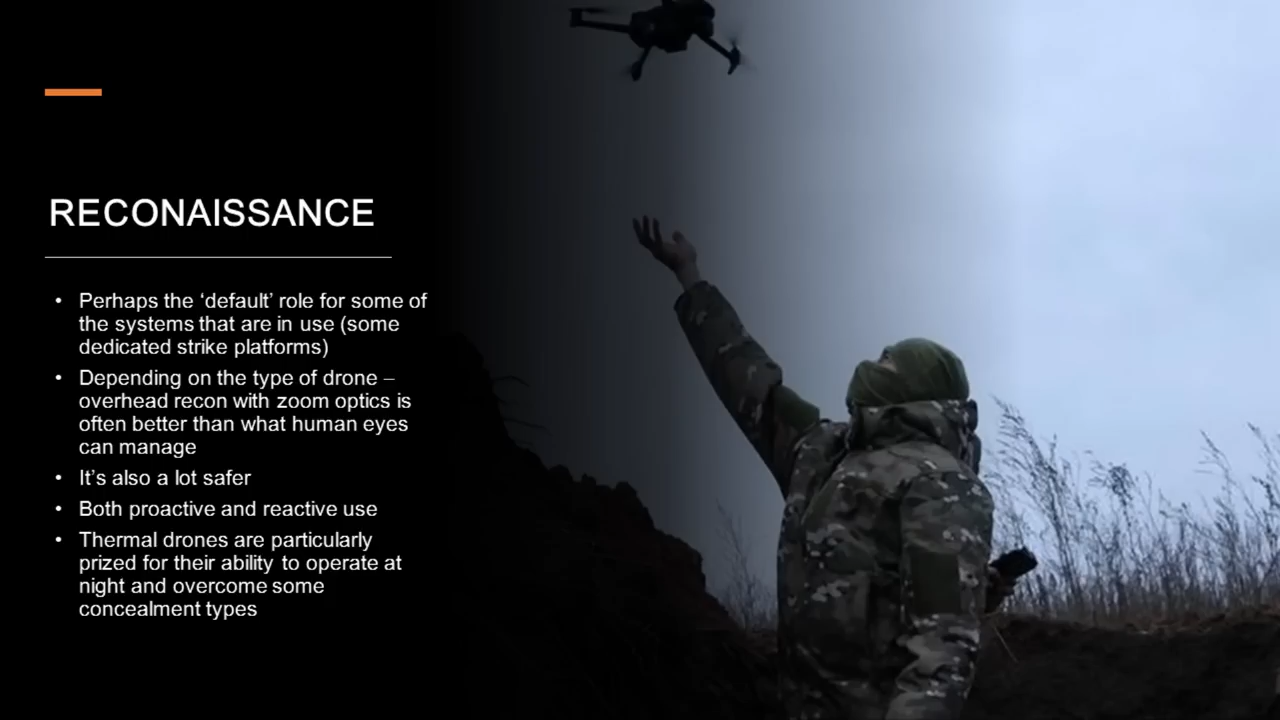 RECONAISSANCE
• Perhaps the ‘default’ role for some of
the systems that are in use (some
dedicated strike platforms)
• Depending on the type of drone –
overhead recon with zoom optics is
often better than what human eyes
can manage
• It’s also a lot safer
• Both proactive and reactive use
• Thermal drones are particularly
prized for their ability to operate at
night and overcome some
concealment types